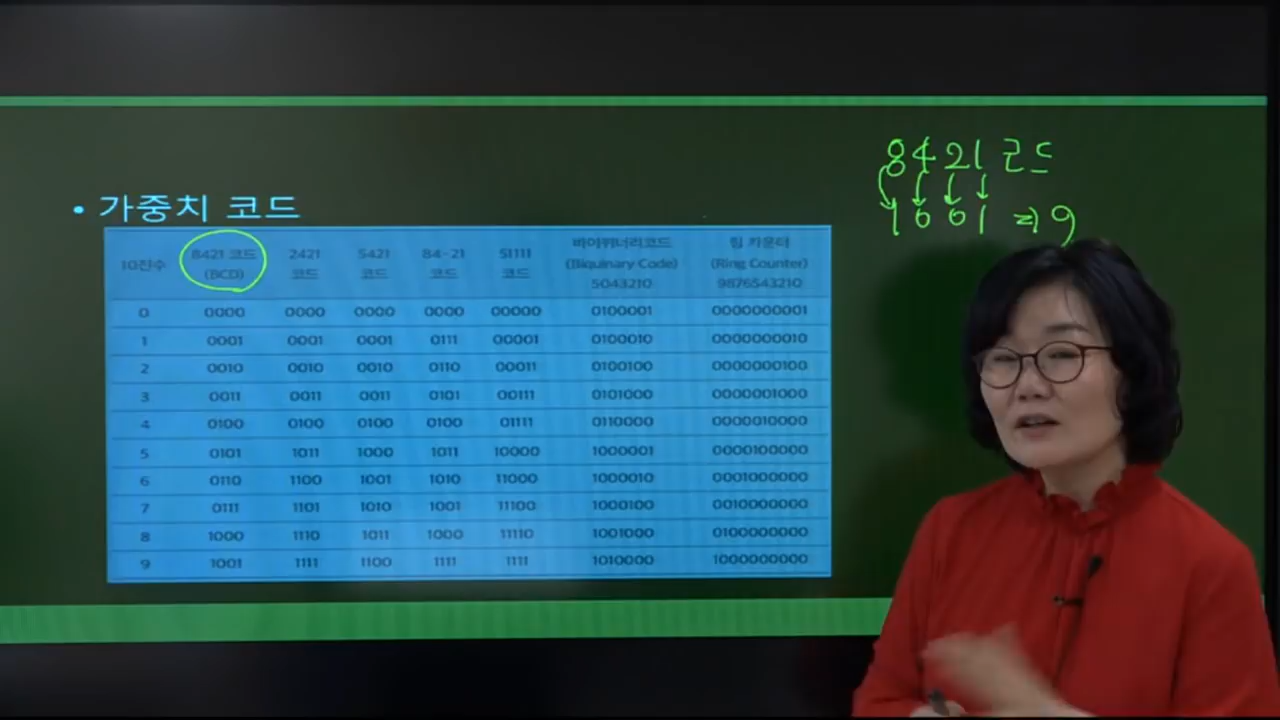 8421 코드
1001 ⇒ 9
• 가중치 코드
10진수 8421 코드 (BCD) 2421 코드 5421 코드 84-21 코드 51111 코드 바이퀴너리코드 (Biquinary Code) 5043210 링 카운터 (Ring Counter) 9876543210
0 0000 0000 0000 0000 00000 0100001 0000000001
1 0001 0001 0001 0111 00001 0100010 0000000010
2 0010 0010 0010 0110 00011 0100100 0000000100
3 0011 0011 0011 0101 00111 0101000 0000001000
4 0100 0100 0100 0100 01111 0110000 0000010000
5 0101 1011 1000 1011 10000 1000001 0000100000
6 0110 1100 1001 1010 11000 1000010 0001000000
7 0111 1101 1010 1001 11100 1000100 0010000000
8 1000 1110 1011 1000 11110 1001000 0100000000
9 1001 1111 1100 1111 1111 1010000 1000000000